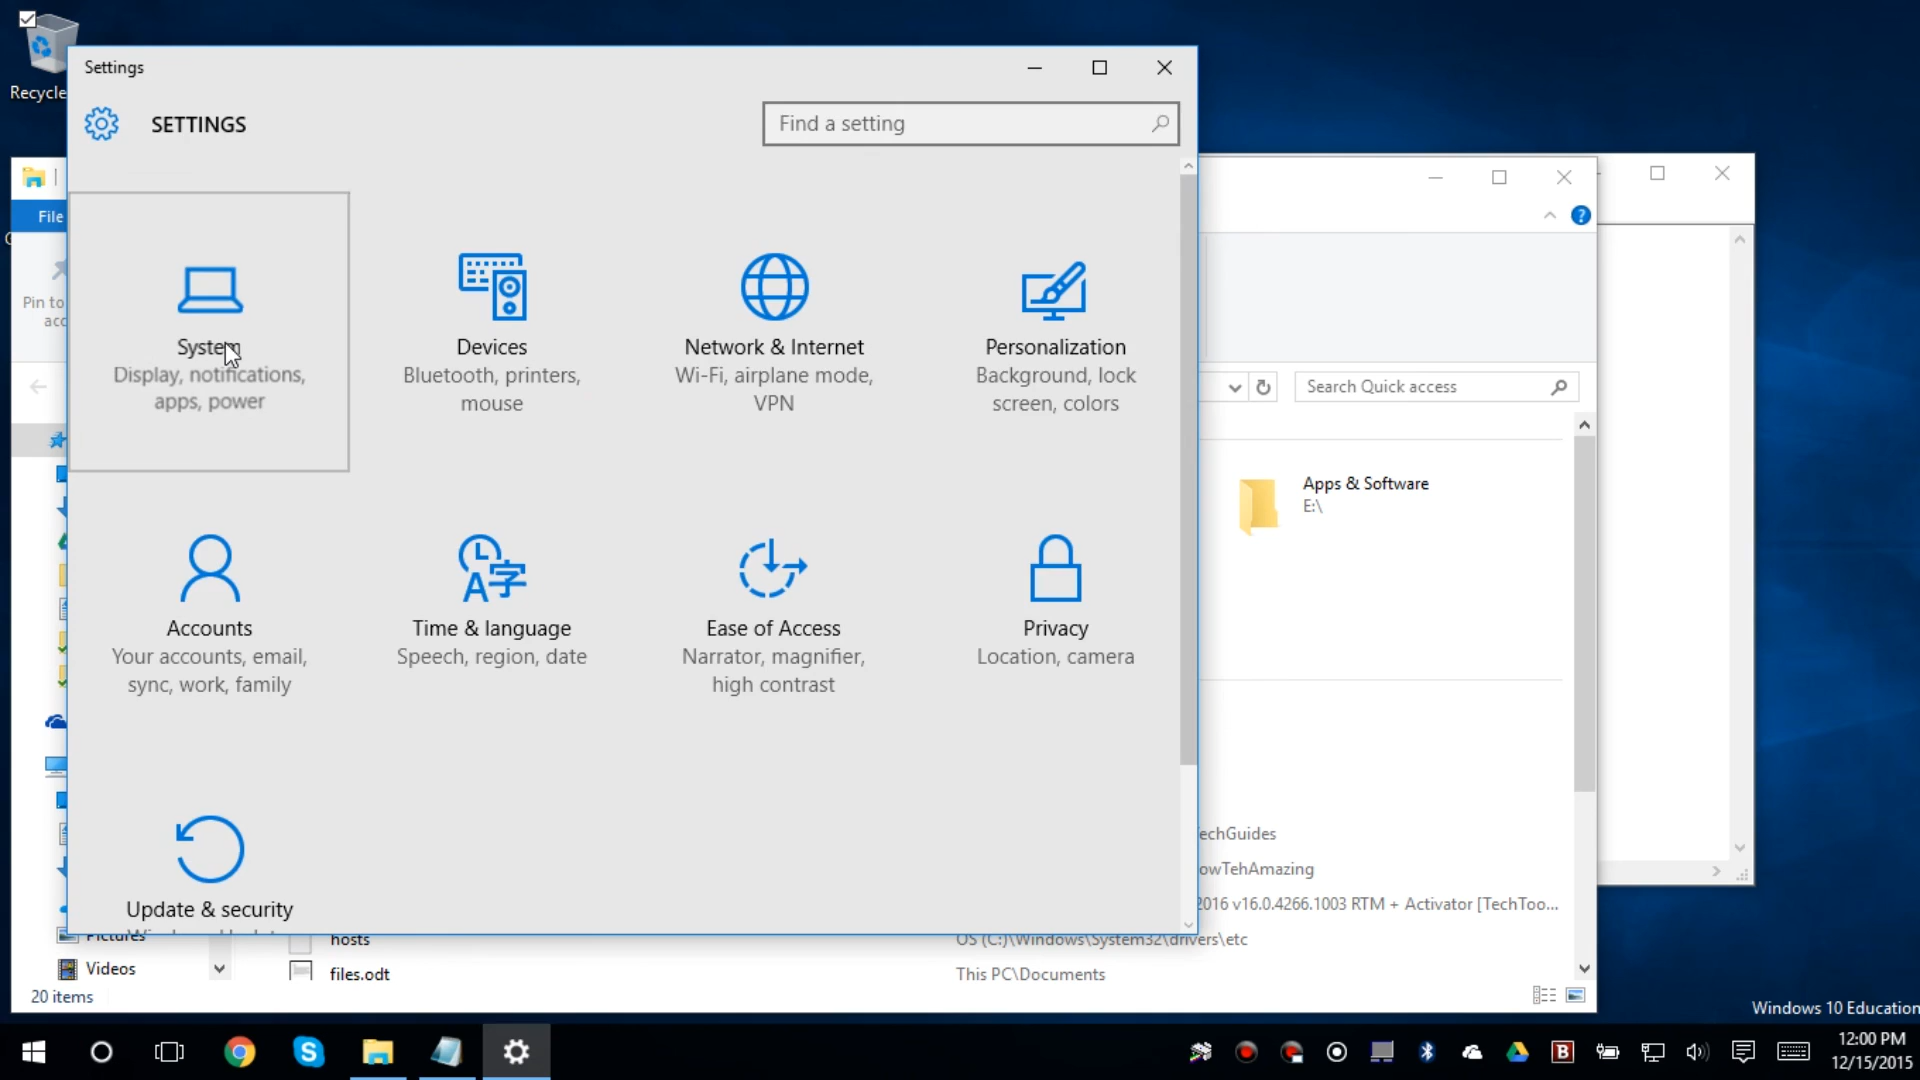 Recycle
Settings
SETTINGS
Find a setting
File
Pin to
acc
System
Display, notifications,
apps, power
Devices
Bluetooth, printers,
mouse
Network & Internet
Wi-Fi, airplane mode,
VPN
Personalization
Background, lock
screen, colors
Search Quick access
Apps & Software
E:\
Accounts
Your accounts, email,
sync, work, family
Time & language
Speech, region, date
Ease of Access
Narrator, magnifier,
high contrast
Privacy
Location, camera
Update & security
echGuides
owTehAmazing
2016 v16.0.4266.1003 RTM + Activator [TechToo...
Pictures
hosts
OS (C:)\Windows\System32\drivers\etc
Videos
files.odt
This PC\Documents
20 items
Windows 10 Education
12:00 PM
12/15/2015